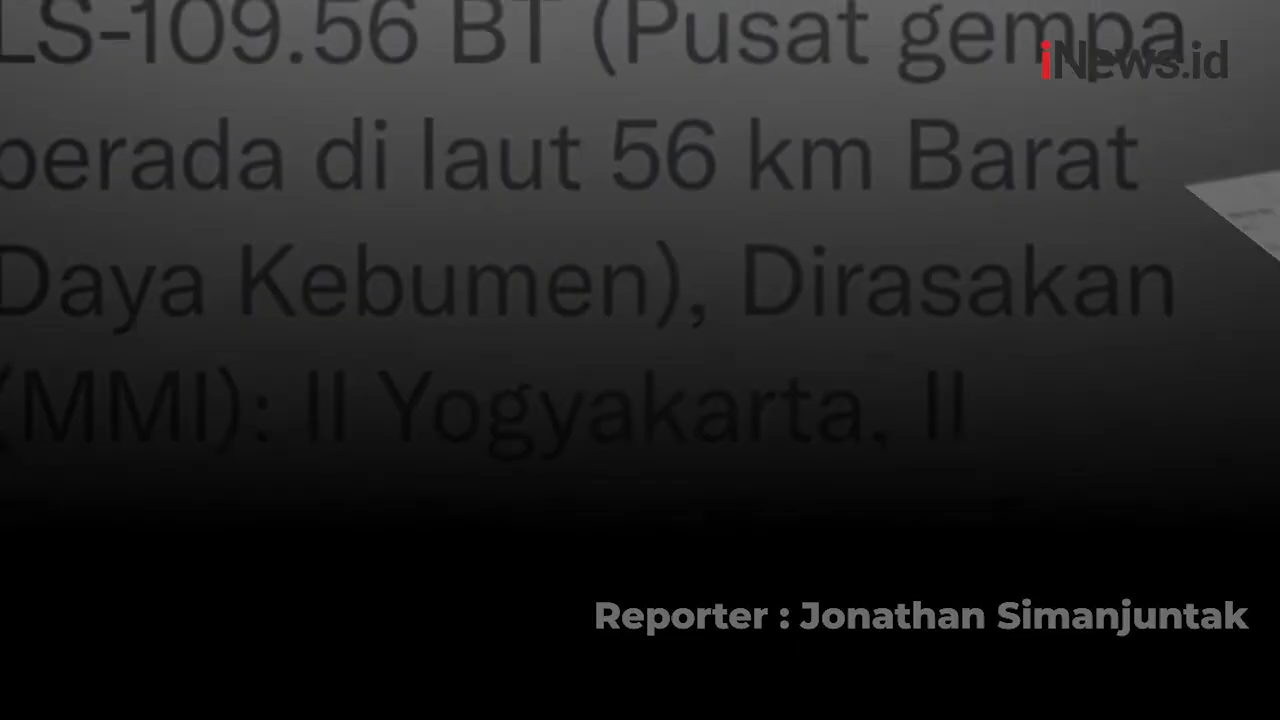 LS-109.56 BT (Pusat gempa
iNews.id
berada di laut 56 km Barat
Daya Kebumen), Dirasakan
(MMI): II Yogyakarta, II
Reporter : Jonathan Simanjuntak